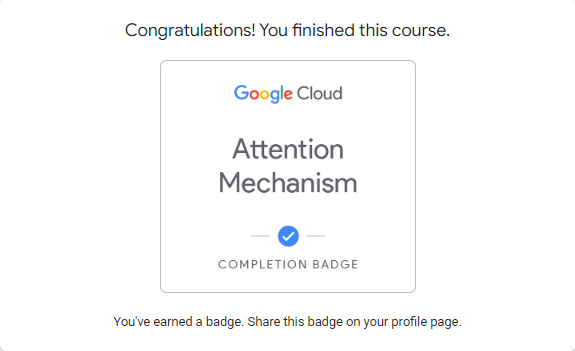 Congratulations! You finished this course.
Google Cloud
Attention
Mechanism
COMPLETION BADGE
You've earned a badge. Share this badge on your profile page.